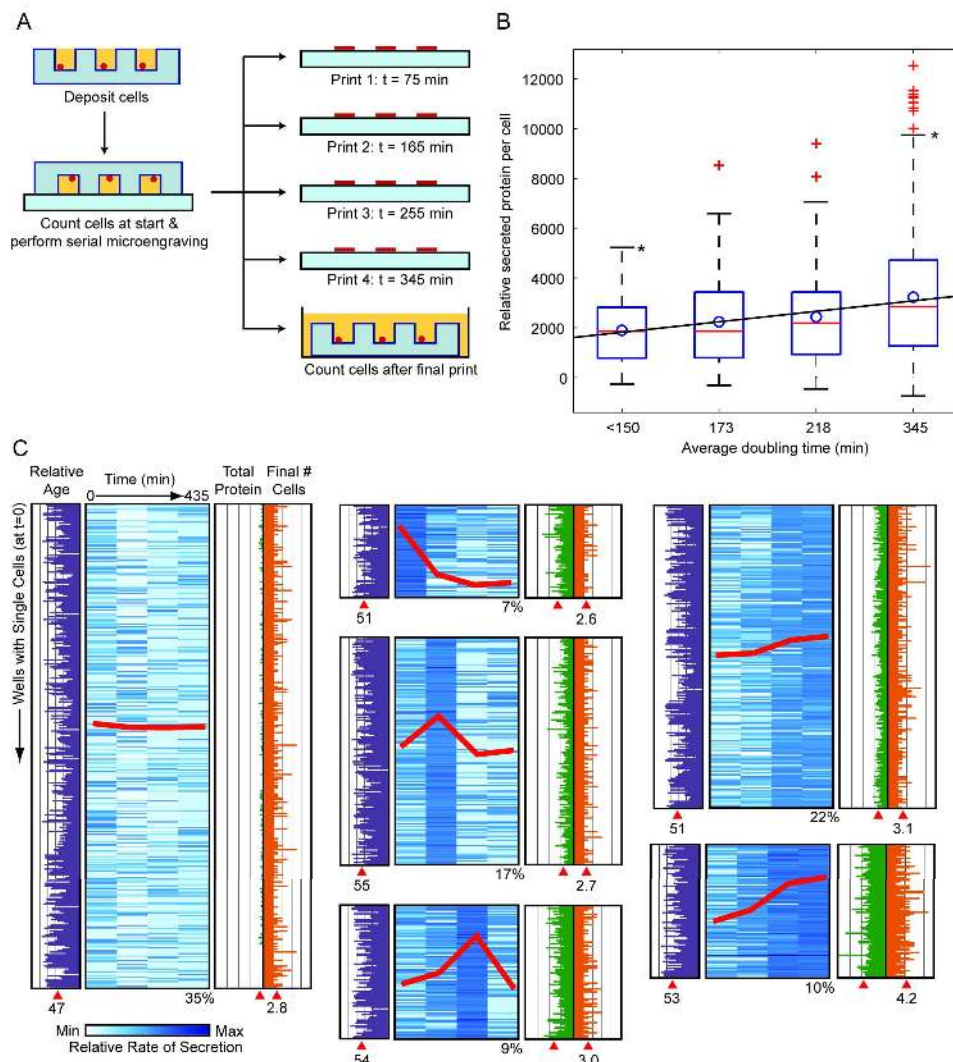 A
Deposit cells
Count cells at start &
perform serial microengraving
Print 1: t = 75 min
Print 2: t = 165 min
Print 3: t = 255 min
Print 4: t = 345 min
Count cells after final print
B
Relative secreted protein per cell
12000
10000
8000
6000
4000
2000
0
*
*
<150
173
218
345
Average doubling time (min)
C
Relative
Age
Time (min)
0
435
Total
Protein
Final #
Cells
Wells with Single Cells (at t=0)
47
35%
2.8
Min
Max
Relative Rate of Secretion
51
7%
2.6
55
17%
2.7
54
9%
3.0
51
22%
3.1
53
10%
4.2